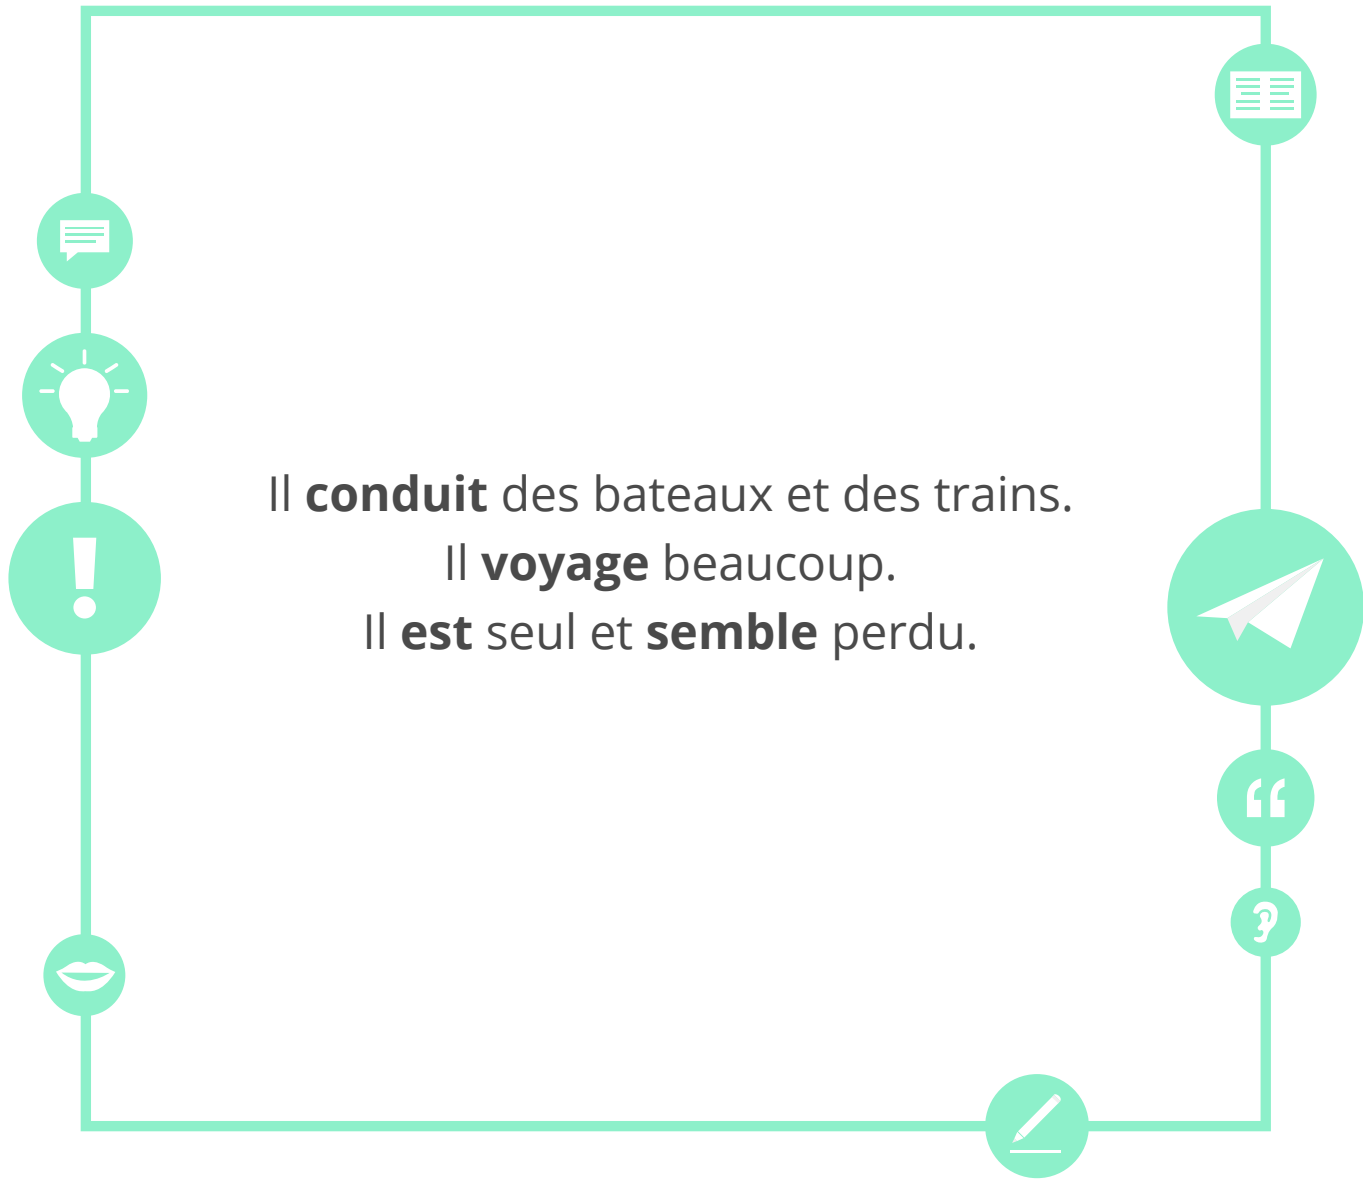 Il conduit des bateaux et des trains.
Il voyage beaucoup.
Il est seul et semble perdu.